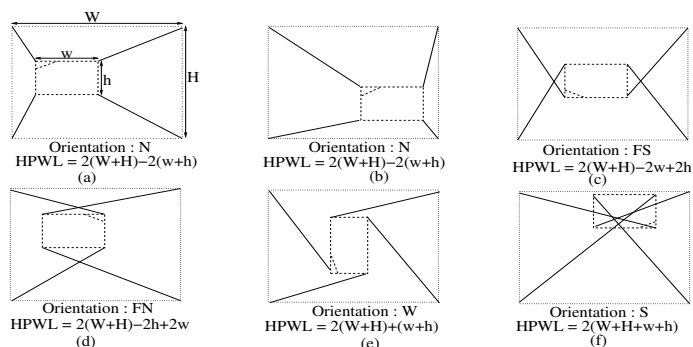 W
w
h
H
Orientation : N
HPWL = 2(W+H)−2(w+h)
(a)
Orientation : N
HPWL = 2(W+H)−2(w+h)
(b)
Orientation : FS
HPWL = 2(W+H)−2w+2h
(c)
Orientation : FN
HPWL = 2(W+H)−2h+2w
(d)
Orientation : W
HPWL = 2(W+H)+(w+h)
(e)
Orientation : S
HPWL = 2(W+H+w+h)
(f)